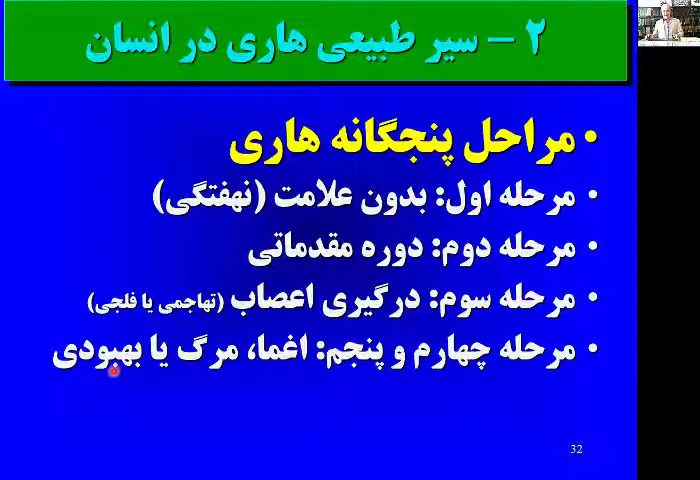 ۲ – سیر طبیعی هاری در انسان
• مراحل پنجگانه هاری
• مرحله اول: بدون علامت (نهفتگی)
• مرحله دوم: دوره مقدماتی
• مرحله سوم: درگیری اعصاب (تهاجمی یا فلجی)
• مرحله چهارم و پنجم: اغما، مرگ یا بهبودی
32